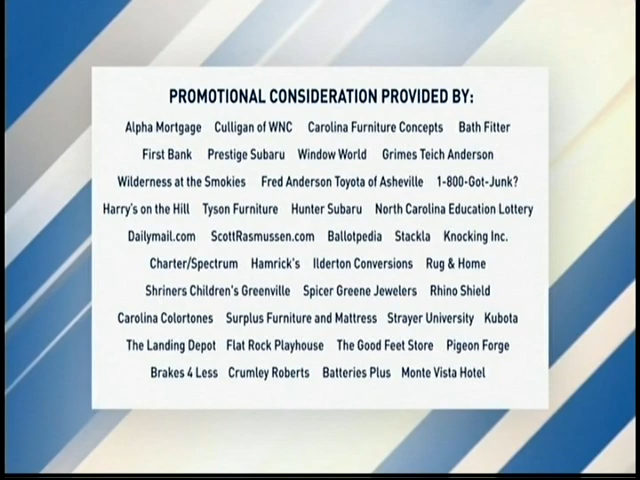 PROMOTIONAL CONSIDERATION PROVIDED BY:
Alpha Mortgage Culligan of WNC Carolina Furniture Concepts Bath Fitter
First Bank Prestige Subaru Window World Grimes Teich Anderson
Wilderness at the Smokies Fred Anderson Toyota of Asheville 1-800-Got-Junk?
Harry's on the Hill Tyson Furniture Hunter Subaru North Carolina Education Lottery
Dailymail.com ScottRasmussen.com Ballotpedia Stackla Knocking Inc.
Charter/Spectrum Hamrick's Ilderton Conversions Rug & Home
Shriners Children's Greenville Spicer Greene Jewelers Rhino Shield
Carolina Colortones Surplus Furniture and Mattress Strayer University Kubota
The Landing Depot Flat Rock Playhouse The Good Feet Store Pigeon Forge
Brakes 4 Less Crumley Roberts Batteries Plus Monte Vista Hotel